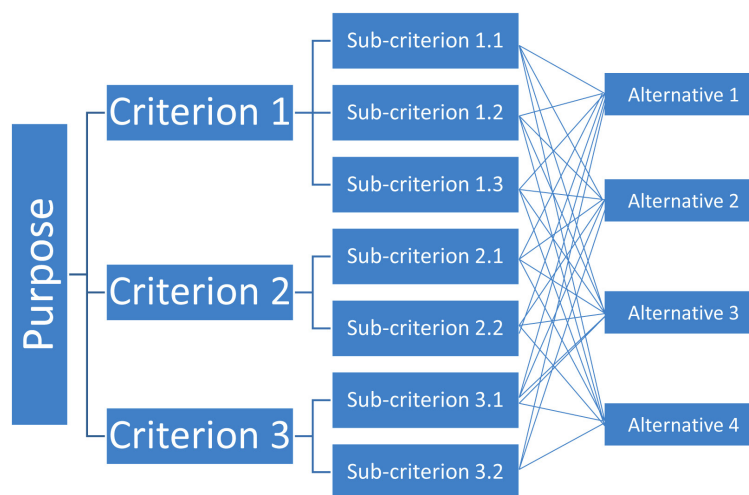 Purpose
Criterion 1
Criterion 2
Criterion 3
Sub-criterion 1.1
Sub-criterion 1.2
Sub-criterion 1.3
Sub-criterion 2.1
Sub-criterion 2.2
Sub-criterion 3.1
Sub-criterion 3.2
Alternative 1
Alternative 2
Alternative 3
Alternative 4